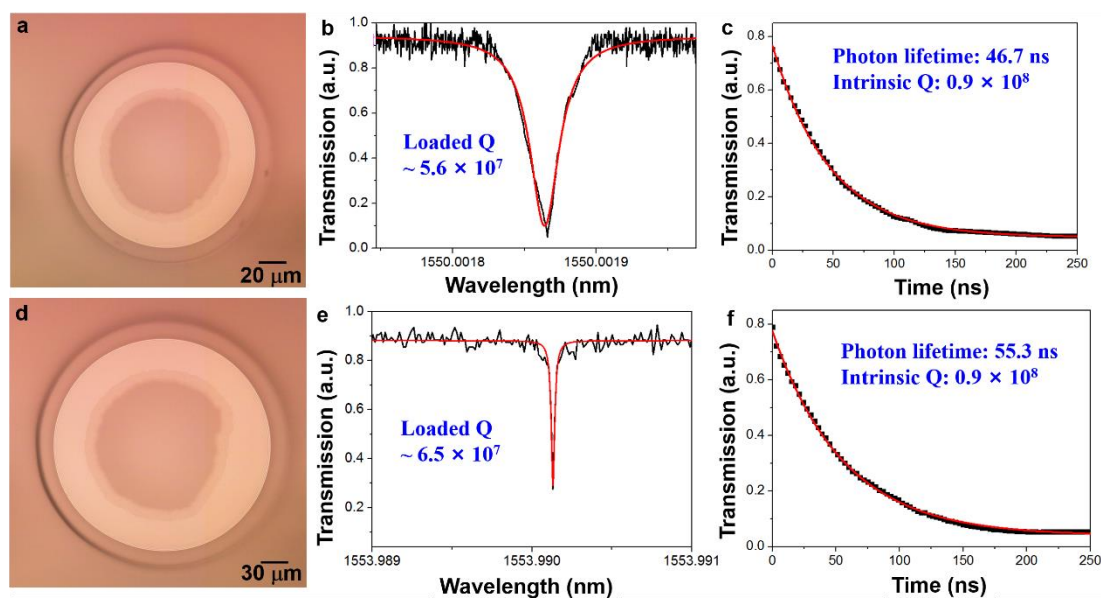 a
20 μm
b
Transmission (a.u.)
1.0
0.8
0.6
0.4
0.2
0.0
Loaded Q
~ 5.6 × 10⁷
1550.0018
1550.0019
Wavelength (nm)
c
Transmission (a.u.)
0.8
0.6
0.4
0.2
0.0
Photon lifetime: 46.7 ns
Intrinsic Q: 0.9 × 10⁸
0
50
100
150
200
250
Time (ns)
d
30 μm
e
Transmission (a.u.)
1.0
0.8
0.6
0.4
0.2
Loaded Q
~ 6.5 × 10⁷
1553.989
1553.990
1553.991
Wavelength (nm)
f
Transmission (a.u.)
0.8
0.6
0.4
0.2
0.0
Photon lifetime: 55.3 ns
Intrinsic Q: 0.9 × 10⁸
0
50
100
150
200
250
Time (ns)